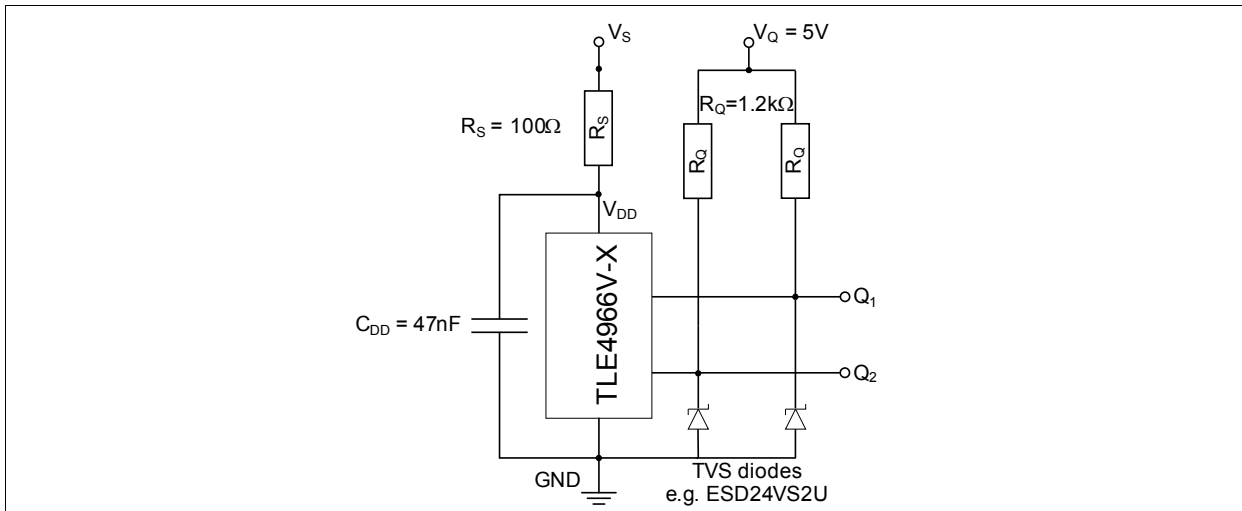 V_S
V_Q = 5V
R_Q=1.2kΩ
R_S = 100Ω
R_S
R_Q
R_Q
V_DD
TLE4966V-X
Q_1
C_DD = 47nF
Q_2
TVS diodes
GND
e.g. ESD24VS2U